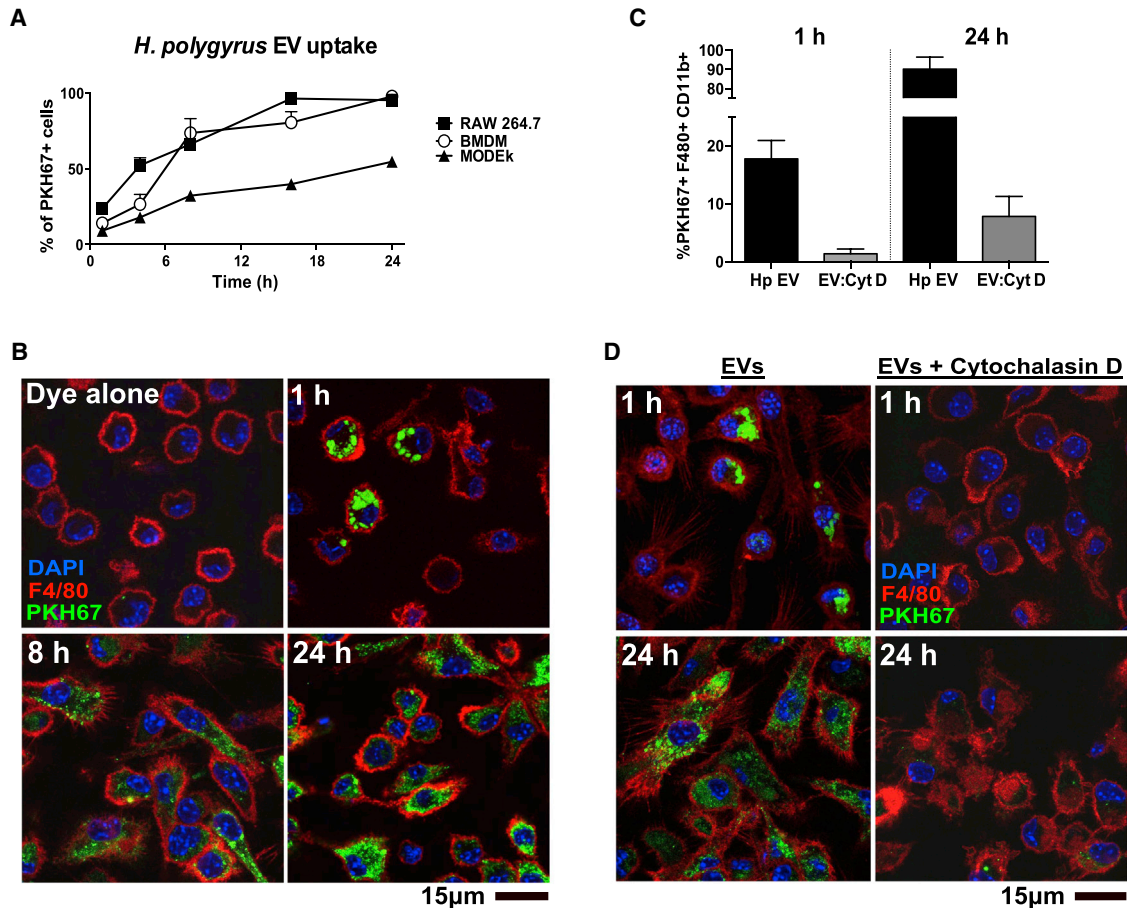 A
H. polygyrus EV uptake
100
50
0
% of PKH67+ cells
0 6 12 18 24
Time (h)
RAW 264.7
BMDM
MODEk
C
1 h 24 h
100
90
80
20
10
0
%PKH67+ F480+ CD11b+
Hp EV EV:Cyt D Hp EV EV:Cyt D
B
Dye alone
1 h
DAPI
F4/80
PKH67
8 h
24 h
15µm
D
EVs
EVs + Cytochalasin D
1 h
1 h
DAPI
F4/80
PKH67
24 h
24 h
15µm